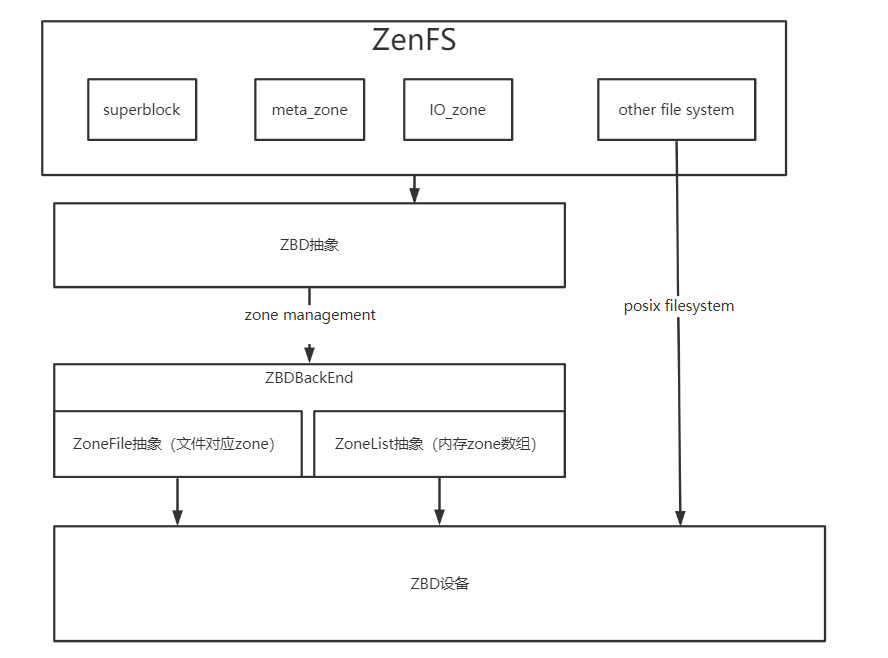 ZenFS
superblock
meta_zone
IO_zone
other file system
ZBD抽象
zone management
posix filesystem
ZBDBackEnd
ZoneFile抽象（文件对应zone）
ZoneList抽象（内存zone数组）
ZBD设备